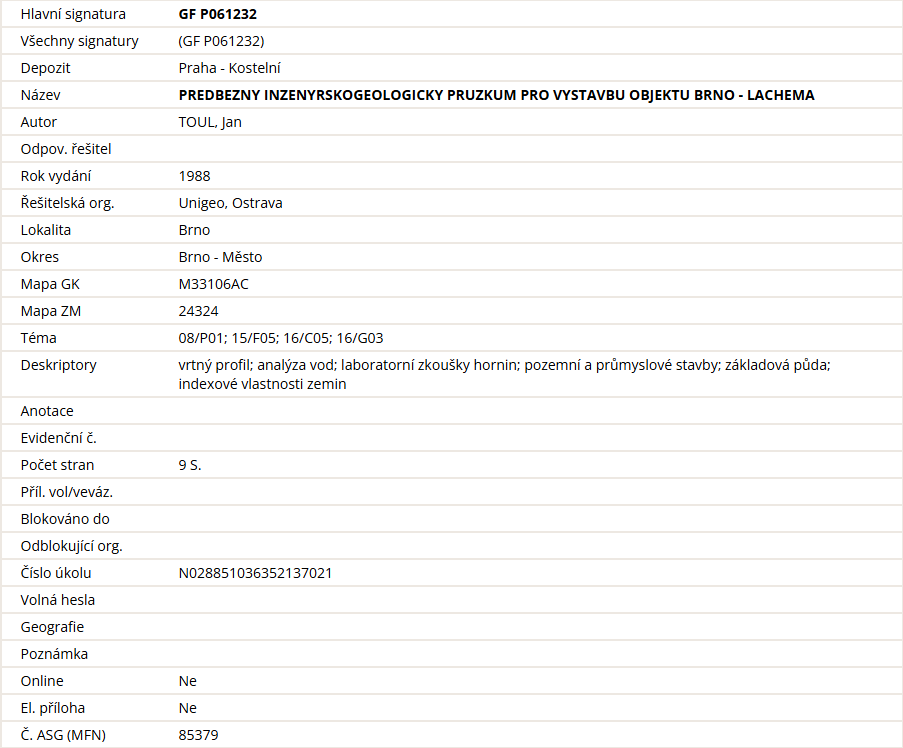 Hlavní signatura GF P061232
Všechny signatury (GF P061232)
Depozit Praha - Kostelní
Název PREDBEZNY INZENYRSKOGEOLOGICKY PRUZKUM PRO VYSTAVBU OBJEKTU BRNO - LACHEMA
Autor TOUL, Jan
Odpov. řešitel
Rok vydání 1988
Řešitelská org. Unigeo, Ostrava
Lokalita Brno
Okres Brno - Město
Mapa GK M33106AC
Mapa ZM 24324
Téma 08/P01; 15/F05; 16/C05; 16/G03
Deskriptory vrtný profil; analýza vod; laboratorní zkoušky hornin; pozemní a průmyslové stavby; základová půda;
indexové vlastnosti zemin
Anotace
Evidenční č.
Počet stran 9 S.
Příl. vol/veváz.
Blokováno do
Odblokující org.
Číslo úkolu N028851036352137021
Volná hesla
Geografie
Poznámka
Online Ne
El. příloha Ne
Č. ASG (MFN) 85379